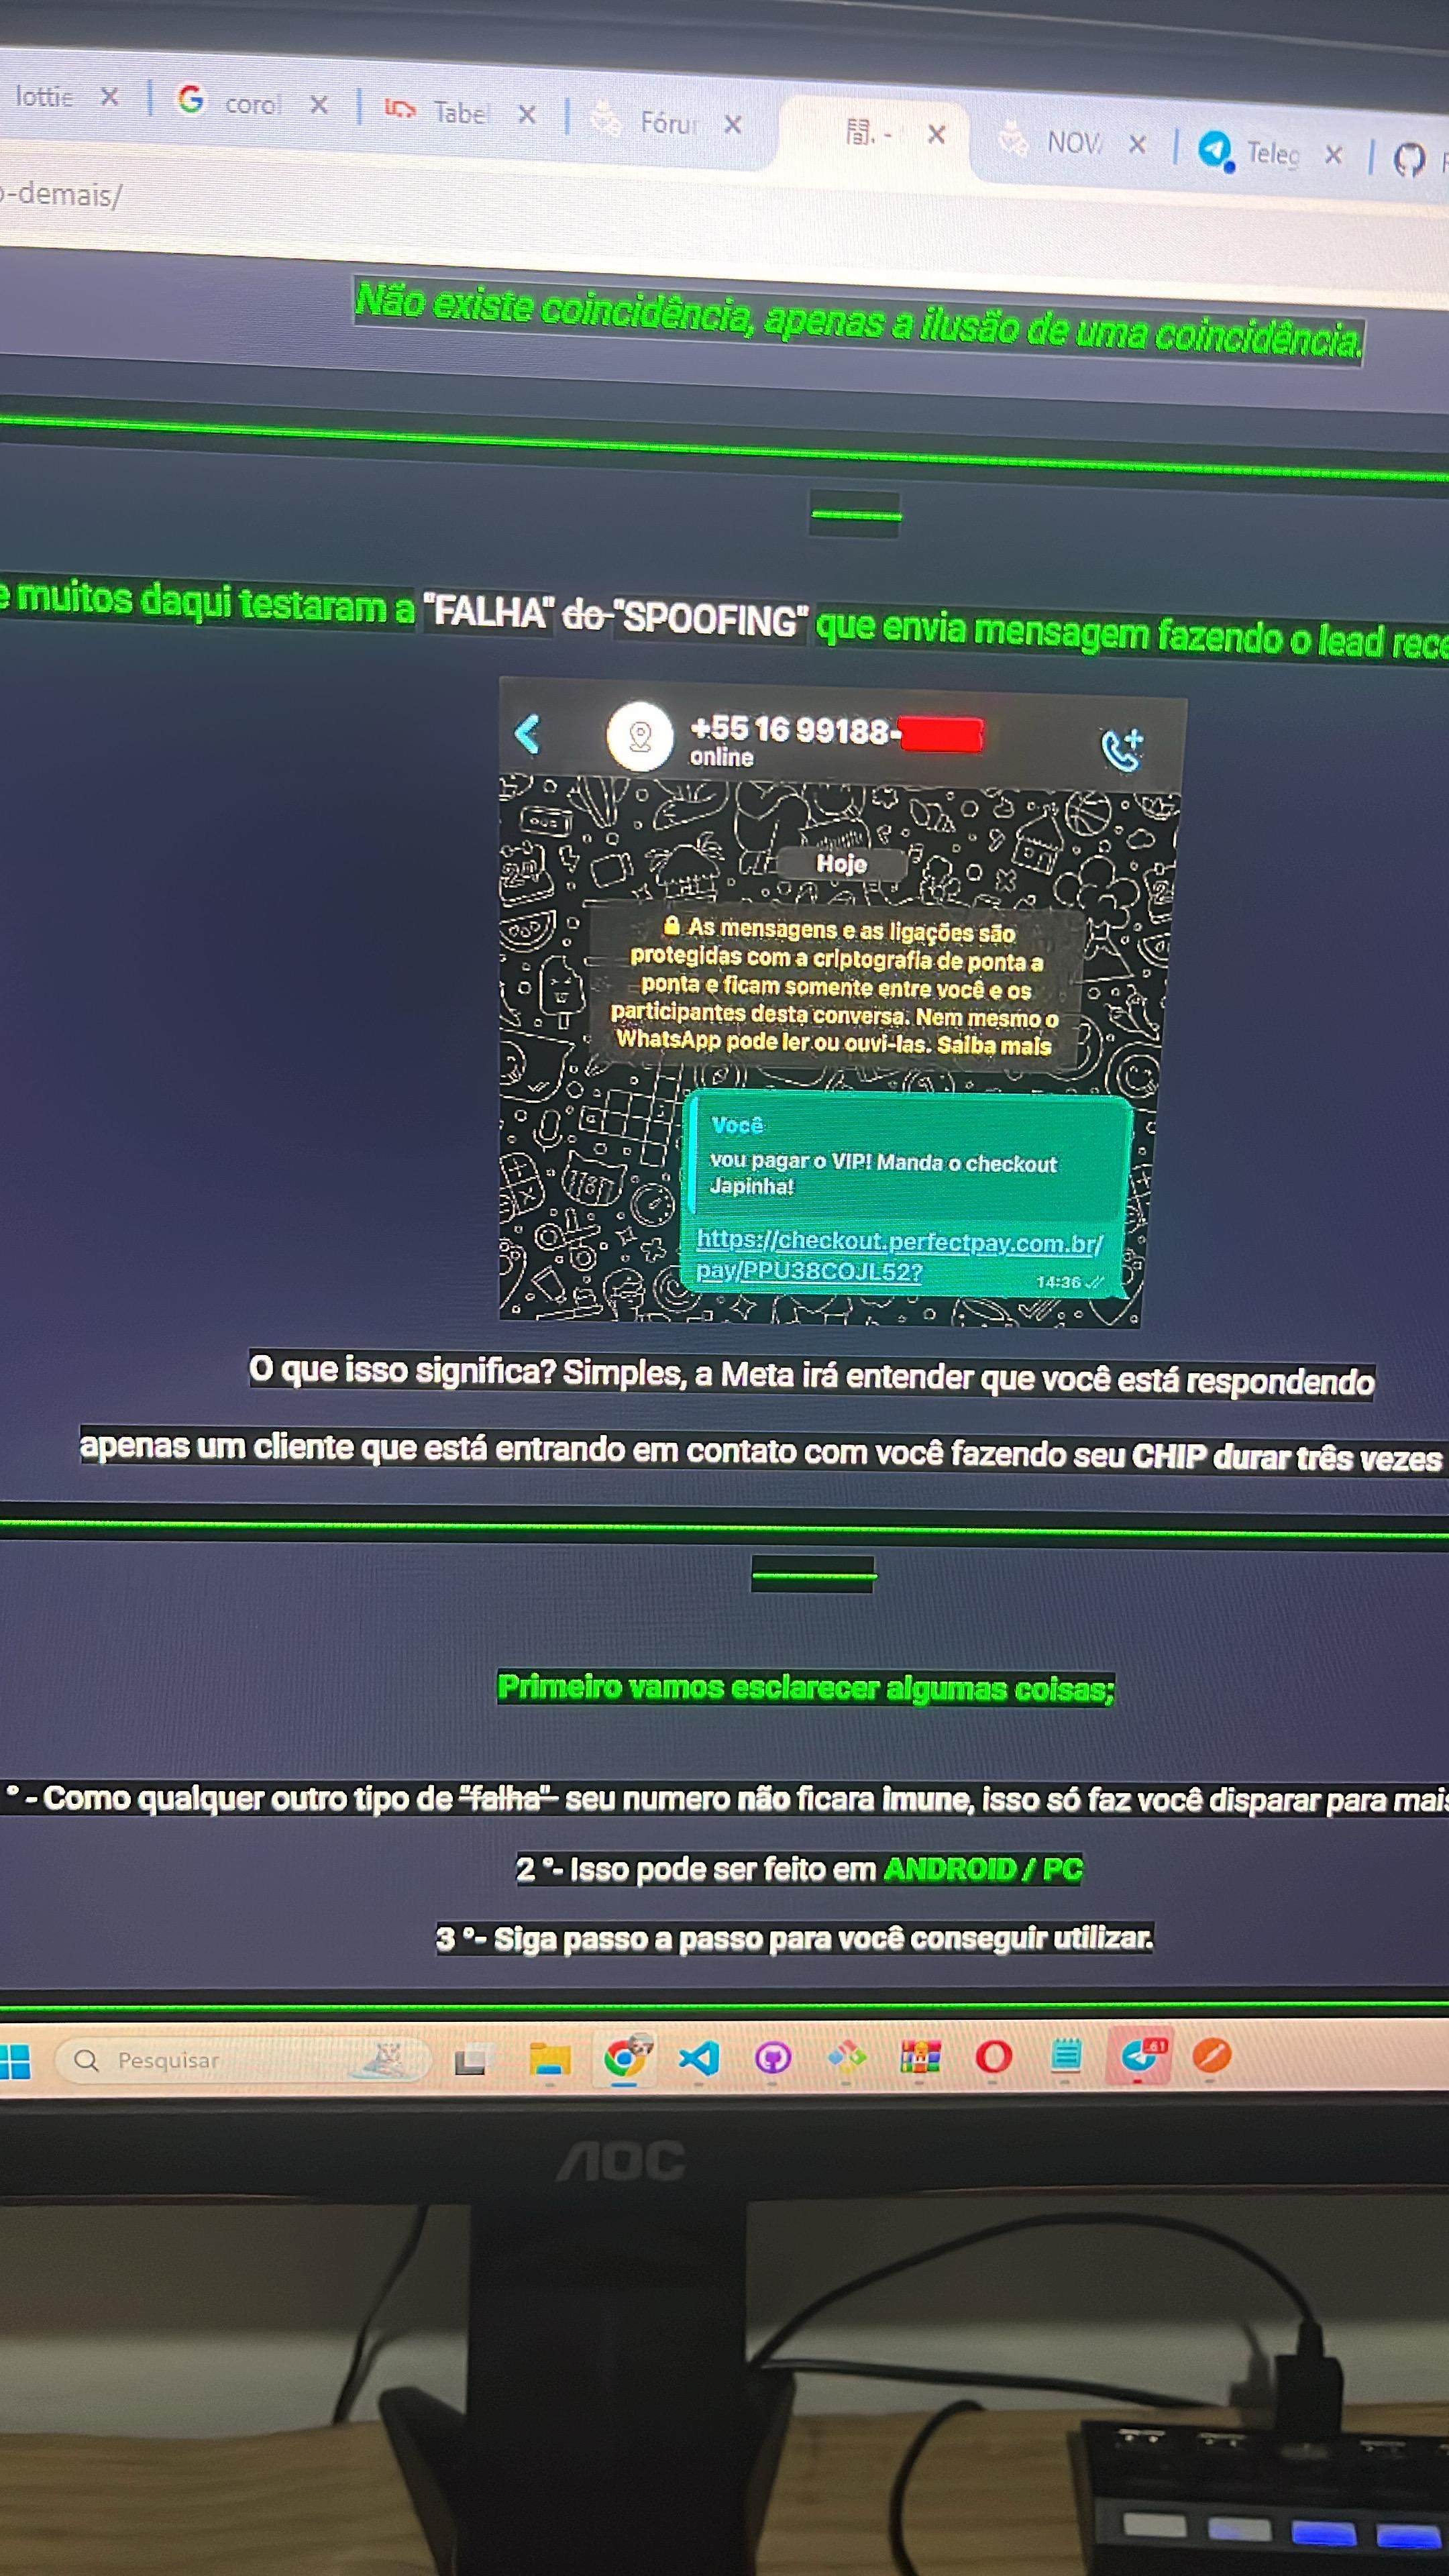 lottie
corol
Tabel
Fórur
NOV
Teleg
-demais/
Não existe coincidência, apenas a ilusão de uma coincidência.
e muitos daqui testaram a "FALHA" do "SPOOFING" que envia mensagem fazendo o lead rece
+55 16 99188-
online
Hoje
As mensagens e as ligações são
protegidas com a criptografia de ponta a
ponta e ficam somente entre você e os
participantes desta conversa. Nem mesmo o
WhatsApp pode ler ou ouvi-las. Saiba mais
Você
vou pagar o VIP! Manda o checkout
Japinha!
https://checkout.perfectpay.com.br/
pay/PPU38COJL52?
14:36
O que isso significa? Simples, a Meta irá entender que você está respondendo
apenas um cliente que está entrando em contato com você fazendo seu CHIP durar três vezes
Primeiro vamos esclarecer algumas coisas;
° - Como qualquer outro tipo de "falha" seu numero não ficara imune, isso só faz você disparar para mais
2 °- Isso pode ser feito em ANDROID / PC
3 °- Siga passo a passo para você conseguir utilizar.
Pesquisar
61
AOC